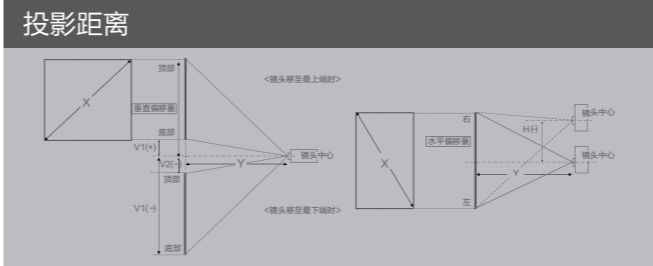 投影距离
顶部
<镜头移至最上端时>
X
垂直偏移量
底部
V1(+)
V2(-)
Y
镜头中心
顶部
V1(-)
<镜头移至最下端时>
底部
右
镜头中心
H(-)
水平偏移量
X
镜头中心
Y
左